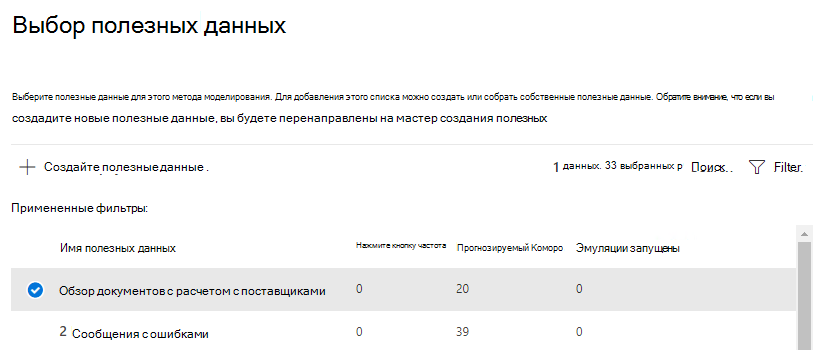 Выбор полезных данных
Выберите полезные данные для этого метода моделирования. Для добавления этого списка можно создать или собрать собственные полезные данные. Обратите внимание, что если вы
создадите новые полезные данные, вы будете перенаправлены на мастер создания полезных
Создайте полезные данные . 1 данных. 33 выбранных р Поиск.. Filter.
Примененные фильтры:
Имя полезных данных Нажмите кнопку частота Прогнозируемый Коморо Эмуляции запущены
Обзор документов с расчетом с поставщиками 0 20 0
2 Сообщения с ошибками 0 39 0